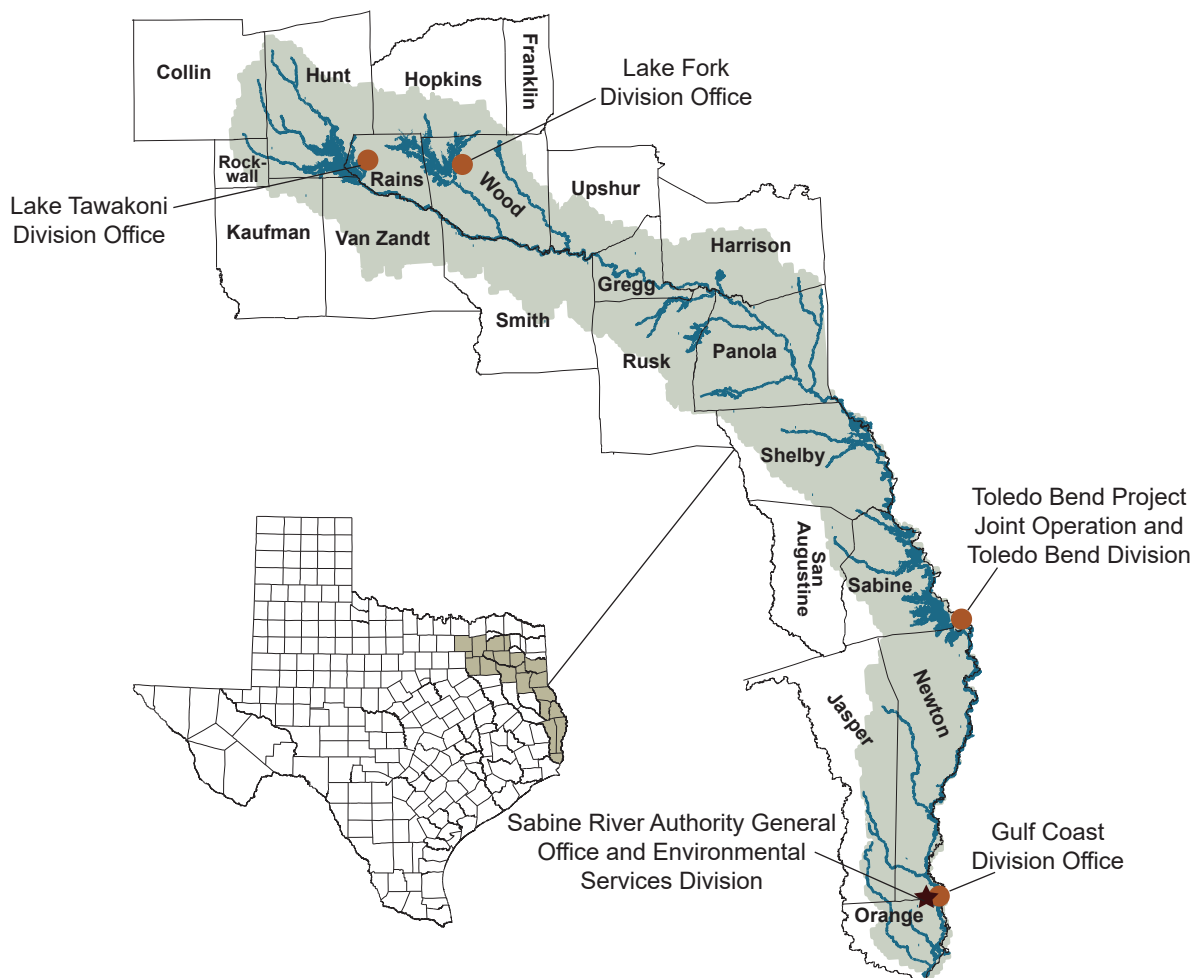 Collin
Hunt
Hopkins
Franklin
Lake Fork
Division Office
Rock-
wall
Rains
Wood
Upshur
Lake Tawakoni
Division Office
Kaufman
Van Zandt
Harrison
Gregg
Smith
Rusk
Panola
Shelby
Toledo Bend Project
Joint Operation and
Toledo Bend Division
San
Augustine
Sabine
Newton
Jasper
Sabine River Authority General
Office and Environmental
Services Division
Gulf Coast
Division Office
Orange